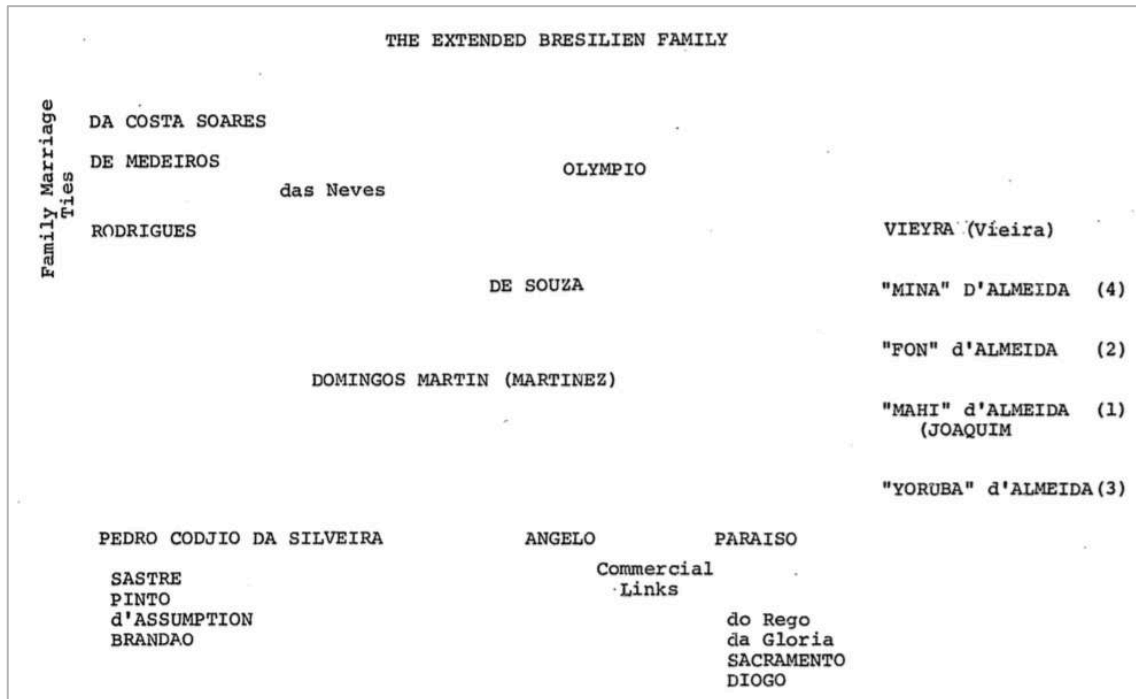 THE EXTENDED BRESILIEN FAMILY
Family Marriage
Ties
DA COSTA SOARES
DE MEDEIROS
OLYMPIO
das Neves
RODRIGUES
VIEYRA (Vieira)
DE SOUZA
"MINA" D'ALMEIDA (4)
"FON" d'ALMEIDA (2)
DOMINGOS MARTIN (MARTINEZ)
"MAHI" d'ALMEIDA (1)
(JOAQUIM
"YORUBA" d'ALMEIDA(3)
PEDRO CODJIO DA SILVEIRA ANGELO PARAISO
Commercial
Links
SASTRE
PINTO
d'ASSUMPTION
BRANDAO
do Rego
da Gloria
SACRAMENTO
DIOGO